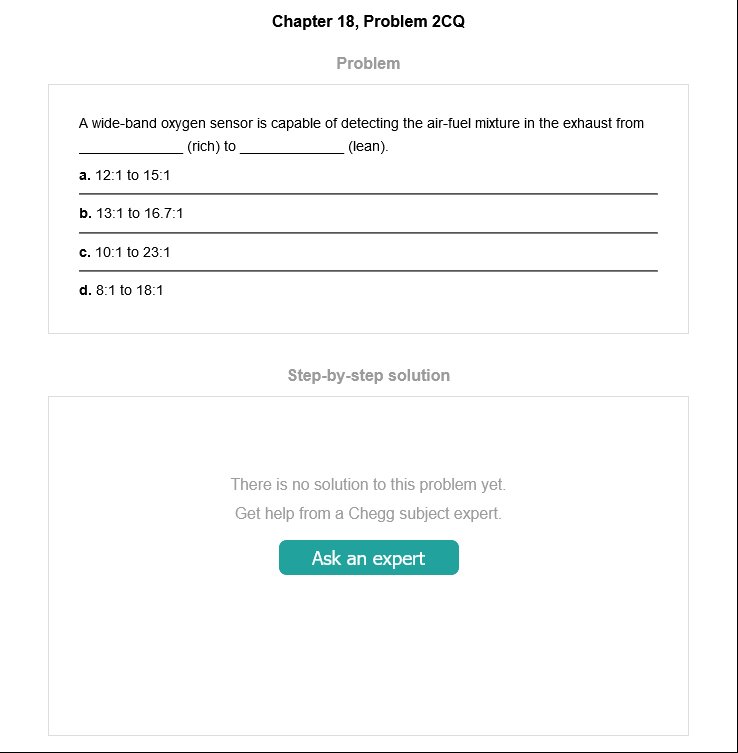 Chapter 18, Problem 2CQ
Problem
A wide-band oxygen sensor is capable of detecting the air-fuel mixture in the exhaust from
_____________ (rich) to _____________ (lean).
a. 12:1 to 15:1
b. 13:1 to 16.7:1
c. 10:1 to 23:1
d. 8:1 to 18:1
Step-by-step solution
There is no solution to this problem yet.
Get help from a Chegg subject expert.
Ask an expert